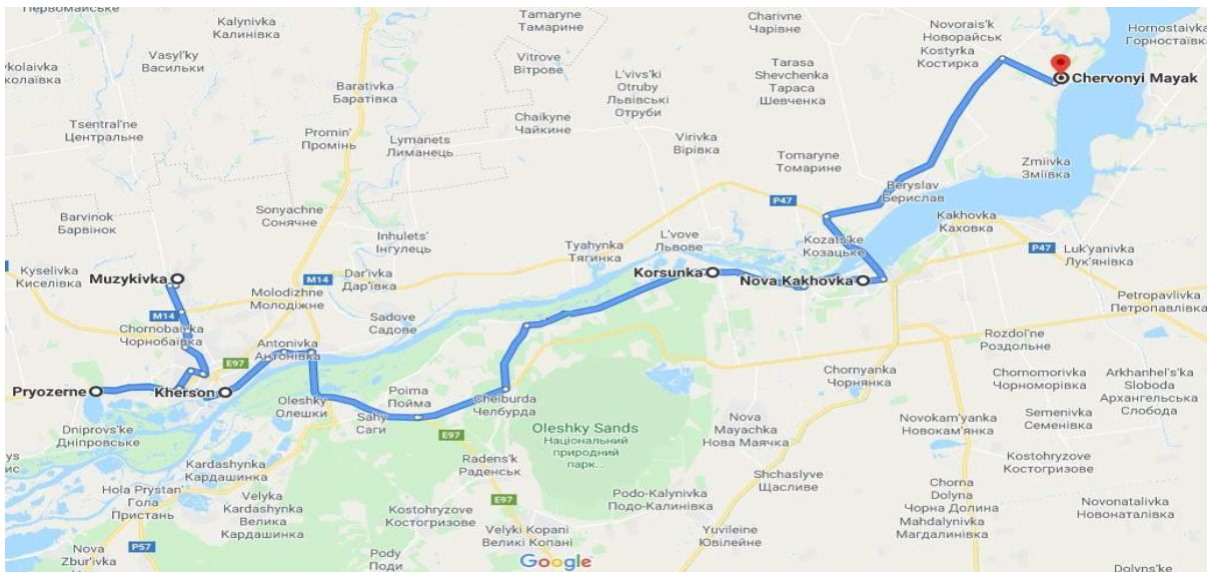 Первомайське
Kalynivka
Калинівка
Tamaryne
Тамарине
Charivne
Чарівне
Novorais'k
Новорайськ
Hornostaivka
Горностаївка
Kostyrka
Костирка
Vasyl'ky
Васильки
Vitrove
Вітрове
L'vivs'ki
Otruby
Львівські
Отруби
Tarasa
Shevchenka
Тараса
Шевченка
Chervonyi Mayak
Barativka
Баратівка
Chaikyne
Чайкине
Tsentral'ne
Центральне
Promin'
Промінь
Lymanets
Лиманець
Virivka
Вірівка
Tomaryne
Томарине
Zmiivka
Зміївка
P47
Beryslav
Берислав
Barvinok
Барвінок
Sonyachne
Сонячне
Inhulets'
Інгулець
Tyahynka
Тягинка
L'vove
Львове
Kozats'ke
Козацьке
Kakhovka
Каховка
P47
Luk'yanivka
Лук'янівка
Kyselivka
Киселівка
Muzykivka
M14
Dar'ivka
Дар'ївка
Korsunka
Nova Kakhovka
Molodizhne
Молодіжне
Petropavlivka
Петропавлівка
M14
Chornobaivka
Чорнобаївка
Sadove
Садове
Antonivka
Антонівка
Rozdol'ne
Роздольне
E97
Pryozerne
Kherson
Poima
Пойма
Chelburda
Челбурда
Chornyanka
Чорнянка
Chornomorivka
Чорноморівка
Arkhanhel's'ka
Sloboda
Архангельська
Слобода
Oleshky
Олешки
Sahy
Саги
E97
Oleshky Sands
Національний
природний
парк...
Nova
Mayachka
Нова Маячка
Novokam'yanka
Новокам'янка
Semenivka
Семенівка
Dniprovs'ke
Дніпровське
Kardashynka
Кардашинка
Radens'k
Раденськ
Shchaslyve
Щасливе
Kostohryzove
Костогризове
Hola Prystan'
Гола
Пристань
Velyka
Kardashynka
Велика
Кардашинка
Kostohryzove
Костогризове
E97
Podo-Kalynivka
Подо-Калинівка
Chorna
Dolyna
Чорна Долина
Mahdalynivka
Магдалинівка
Novonatalivka
Новонаталівка
Velyki Kopani
Великі Копані
Yuvileine
Ювілейне
Nova
Zbur'ivka
P57
Pody
Поди
Google
Dolyns'ke